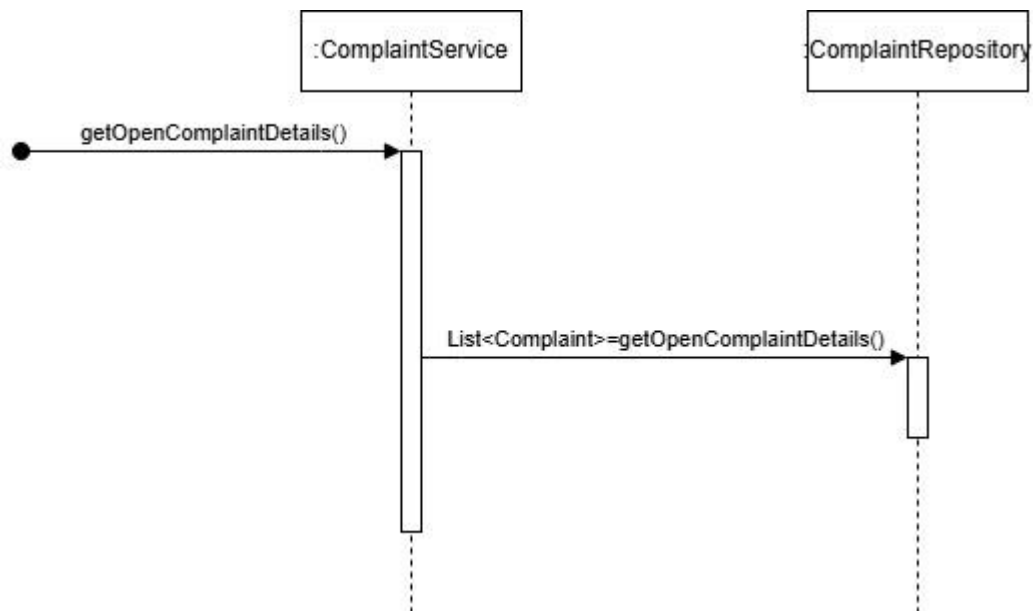 :ComplaintService
:ComplaintRepository
getOpenComplaintDetails()
List<Complaint>=getOpenComplaintDetails()